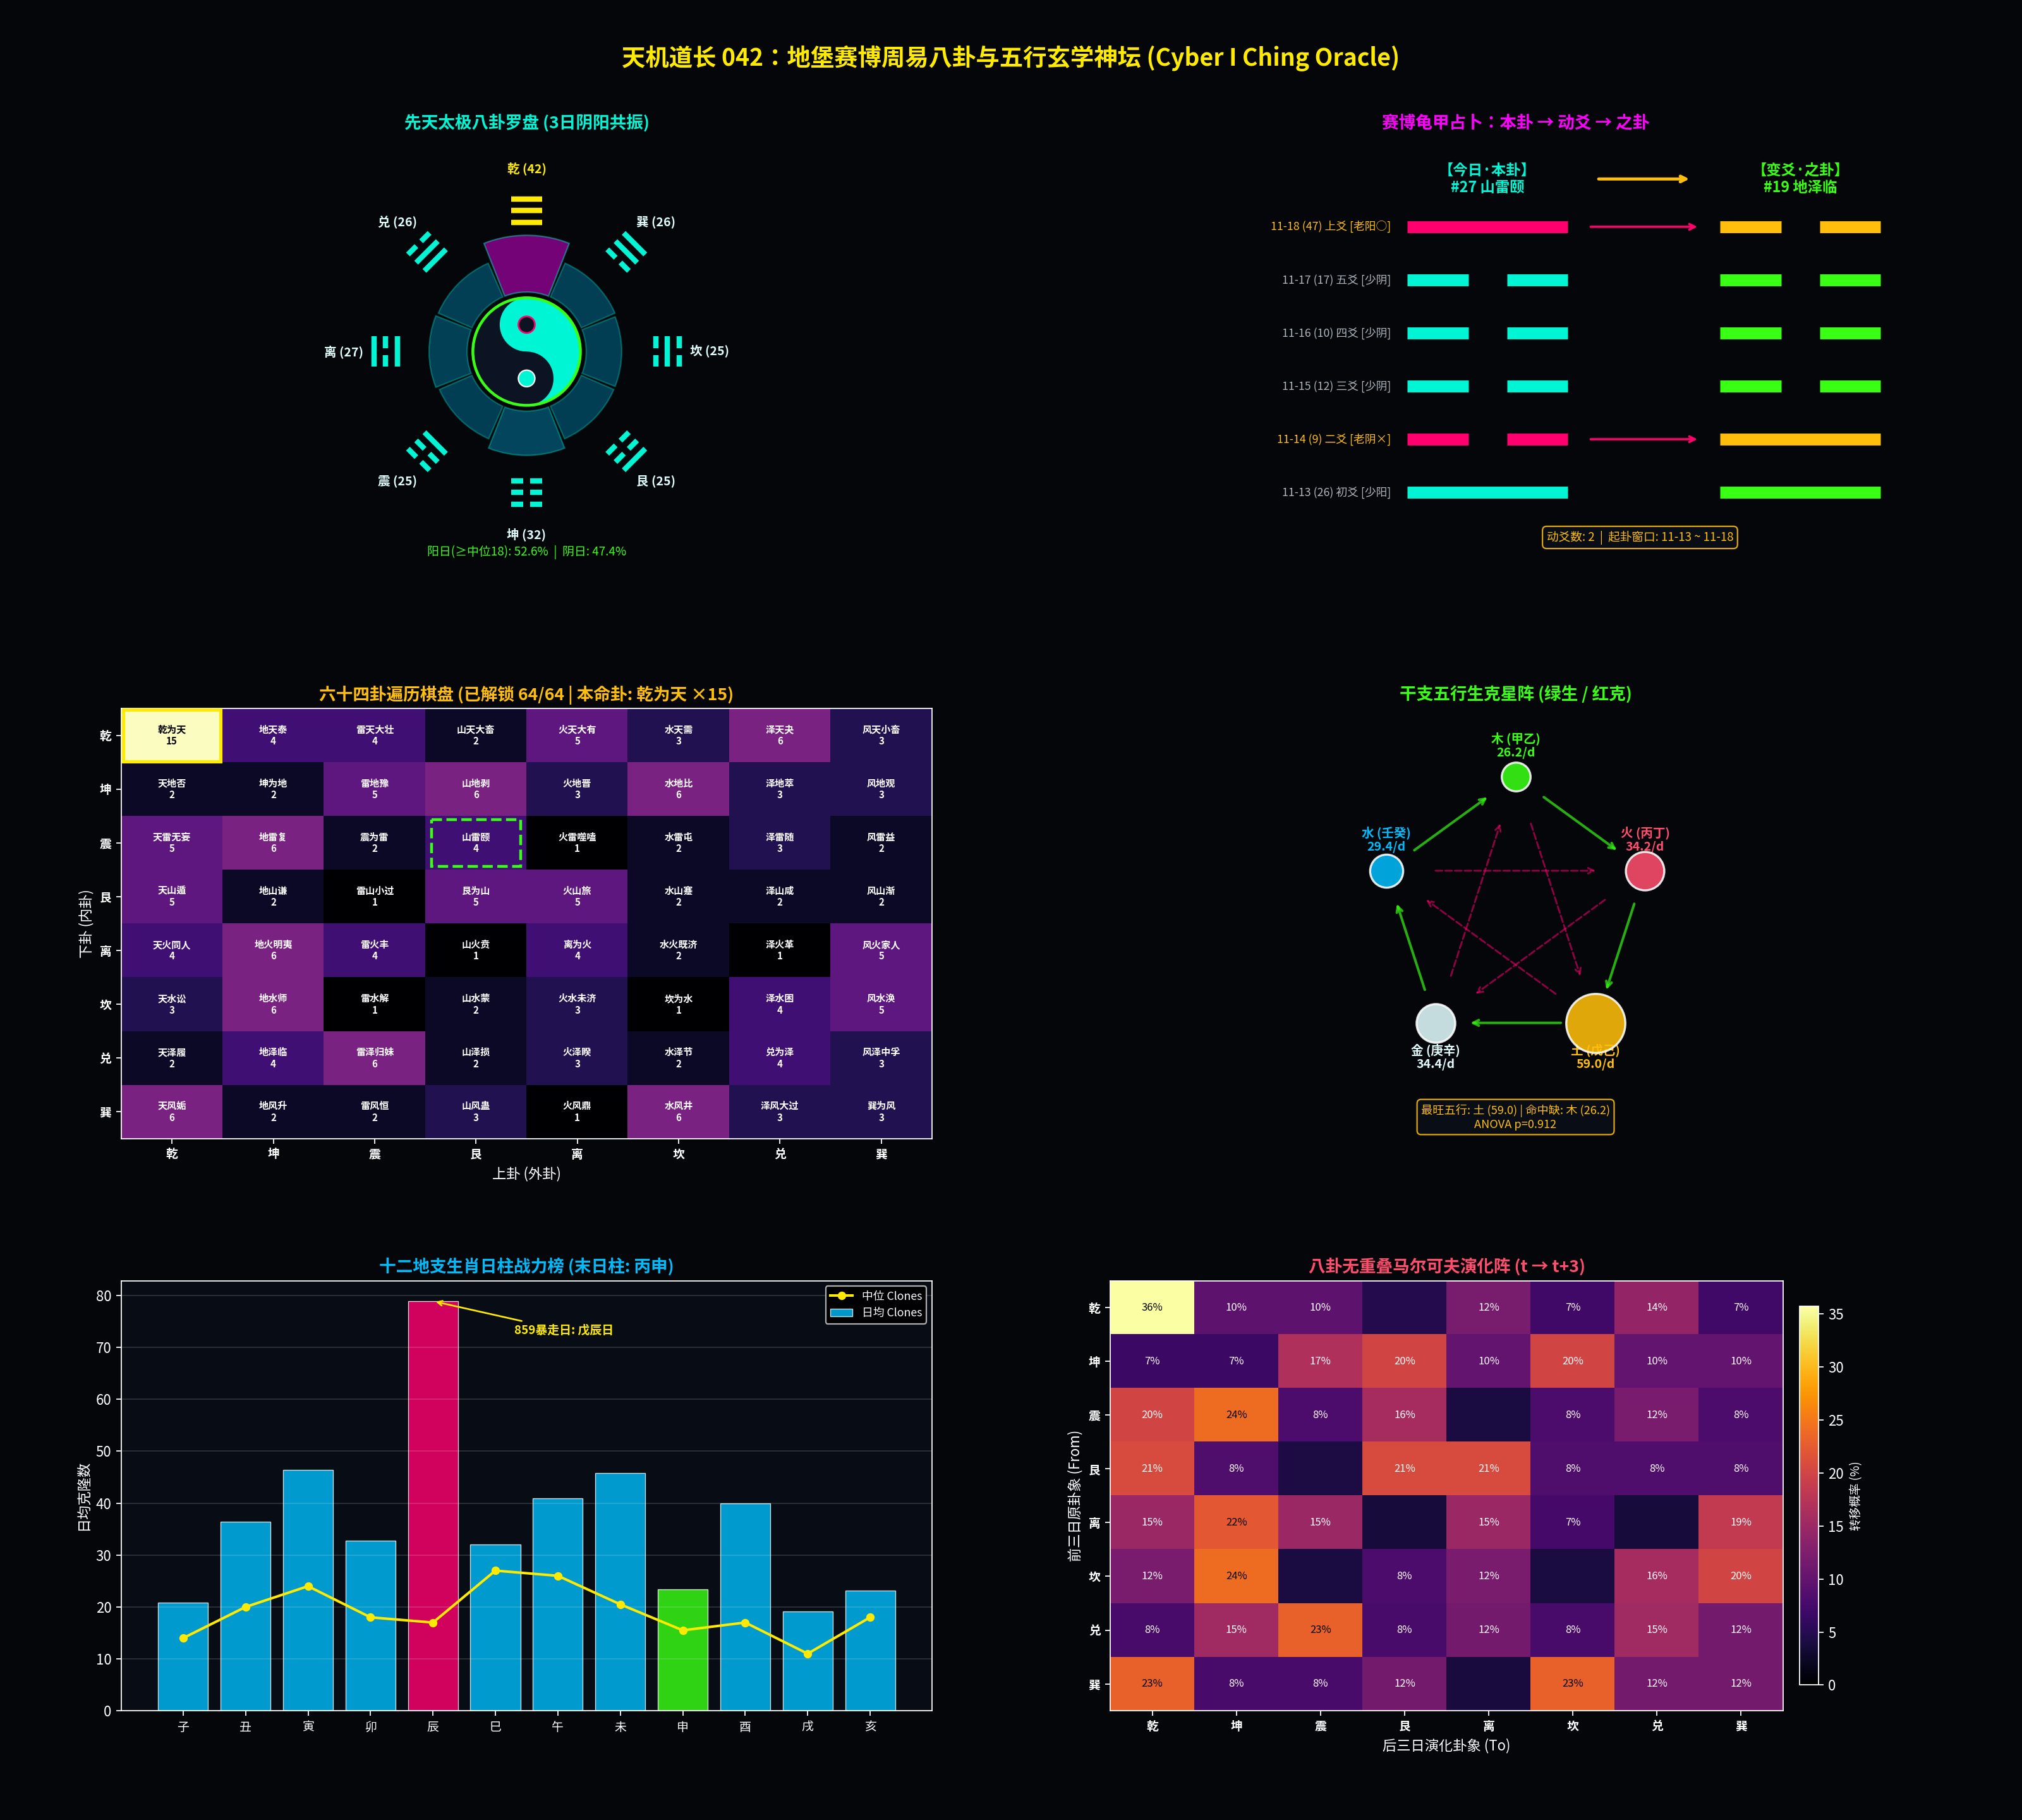 天机道长 042：地堡赛博周易八卦与五行玄学神坛 (Cyber I Ching Oracle)
先天太极八卦罗盘 (3日阴阳共振)
乾 (42)
兑 (26)
巽 (26)
离 (27)
坎 (25)
震 (25)
艮 (25)
坤 (32)
阳日(≥中位18): 52.6% | 阴日: 47.4%
赛博龟甲占卜：本卦 → 动爻 → 之卦
【今日·本卦】
#27 山雷颐
【变爻·之卦】
#19 地泽临
11-18 (47) 上爻 [老阳○]
11-17 (17) 五爻 [少阴]
11-16 (10) 四爻 [少阴]
11-15 (12) 三爻 [少阴]
11-14 (9) 二爻 [老阴×]
11-13 (26) 初爻 [少阳]
动爻数: 2 | 起卦窗口: 11-13 ~ 11-18
六十四卦遍历棋盘 (已解锁 64/64 | 本命卦: 乾为天 ×15)
下卦 (内卦)
乾
乾为天 地天泰 雷天大壮 山天大畜 火天大有 水天需 泽天夬 风天小畜
15 4 4 2 5 3 6 3
坤
天地否 坤为地 雷地豫 山地剥 火地晋 水地比 泽地萃 风地观
2 2 5 6 3 6 3 3
震
天雷无妄 地雷复 震为雷 山雷颐 火雷噬嗑 水雷屯 泽雷随 风雷益
5 6 2 4 1 2 3 2
艮
天山遁 地山谦 雷山小过 艮为山 火山旅 水山蹇 泽山咸 风山渐
5 2 1 5 5 2 2 2
离
天火同人 地火明夷 雷火丰 山火贲 离为火 水火既济 泽火革 风火家人
4 6 4 1 4 2 1 5
坎
天水讼 地水师 雷水解 山水蒙 火水未济 坎为水 泽水困 风水涣
3 6 1 2 3 1 4 5
兑
天泽履 地泽临 雷泽归妹 山泽损 火泽睽 水泽节 兑为泽 风泽中孚
2 4 6 2 3 2 4 3
巽
天风姤 地风升 雷风恒 山风蛊 火风鼎 水风井 泽风大过 巽为风
6 2 2 3 1 6 3 3
乾 坤 震 艮 离 坎 兑 巽
上卦 (外卦)
干支五行生克星阵 (绿生 / 红克)
木 (甲乙)
26.2/d
水 (壬癸)
29.4/d
火 (丙丁)
34.2/d
金 (庚辛)
34.4/d
土 (戊己)
59.0/d
最旺五行: 土 (59.0) | 命中缺: 木 (26.2)
ANOVA p=0.912
十二地支生肖日柱战力榜 (末日柱: 丙申)
日均克隆数
80
70
60
50
40
30
20
10
0
859暴走日: 戊辰日
中位 Clones
日均 Clones
子 丑 寅 卯 辰 巳 午 未 申 酉 戌 亥
八卦无重叠马尔可夫演化阵 (t → t+3)
前三日原卦象 (From)
乾 36% 10% 10% 12% 7% 14% 7%
坤 7% 7% 17% 20% 10% 20% 10% 10%
震 20% 24% 8% 16% 8% 12% 8%
艮 21% 8% 21% 21% 8% 8% 8%
离 15% 22% 15% 15% 7% 19%
坎 12% 24% 8% 12% 16% 20%
兑 8% 15% 23% 8% 12% 8% 15% 12%
巽 23% 8% 8% 12% 23% 12% 12%
乾 坤 震 艮 离 坎 兑 巽
后三日演化卦象 (To)
35
30
25
20
15
10
5
0
转移概率 (%)